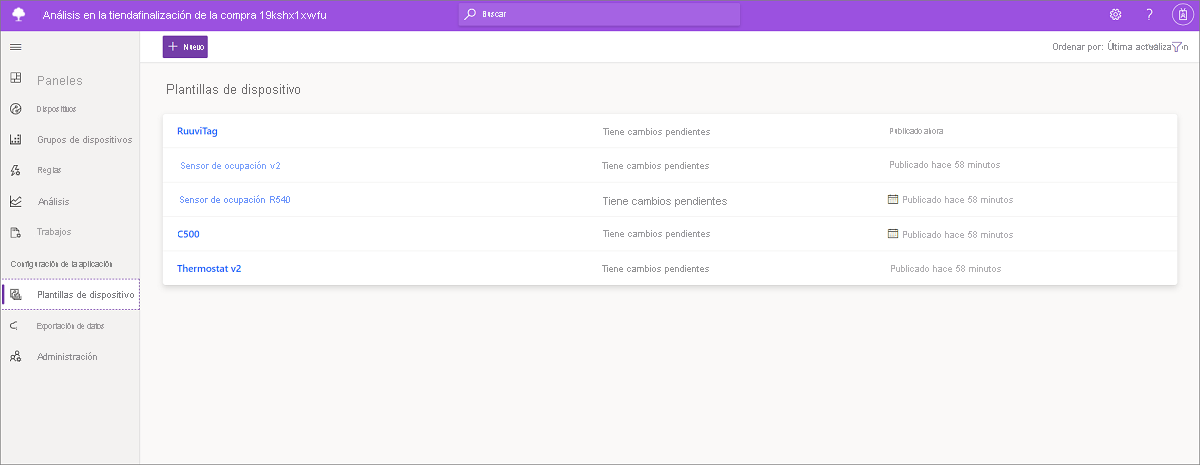 Análisis en la tiendafinalización de la compra 19kshx1xwfu
Buscar
?
Nuevo
Ordenar por: Última actualiza n
Paneles
Dispositivos
Grupos de dispositivos
Reglas
Análisis
Trabajos
Configuración de la aplicación
Plantillas de dispositivo
Exportación de datos
Administración
Plantillas de dispositivo
RuuviTag Tiene cambios pendientes Publicado ahora
Sensor de ocupación v2 Tiene cambios pendientes Publicado hace 58 minutos
Sensor de ocupación R540 Tiene cambios pendientes Publicado hace 58 minutos
C500 Tiene cambios pendientes Publicado hace 58 minutos
Thermostat v2 Tiene cambios pendientes Publicado hace 58 minutos